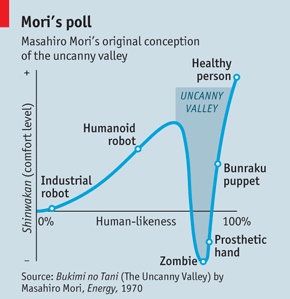 Mori's poll
Masahiro Mori's original conception
of the uncanny valley
Healthy
person
+
UNCANNY
VALLEY
Humanoid
robot
Shinwakan (comfort level)
Industrial
robot
Bunraku
puppet
0%
Human-likeness
100%
Prosthetic
hand
–
Zombie
Source: Bukimi no Tani (The Uncanny Valley) by
Masahiro Mori, Energy, 1970